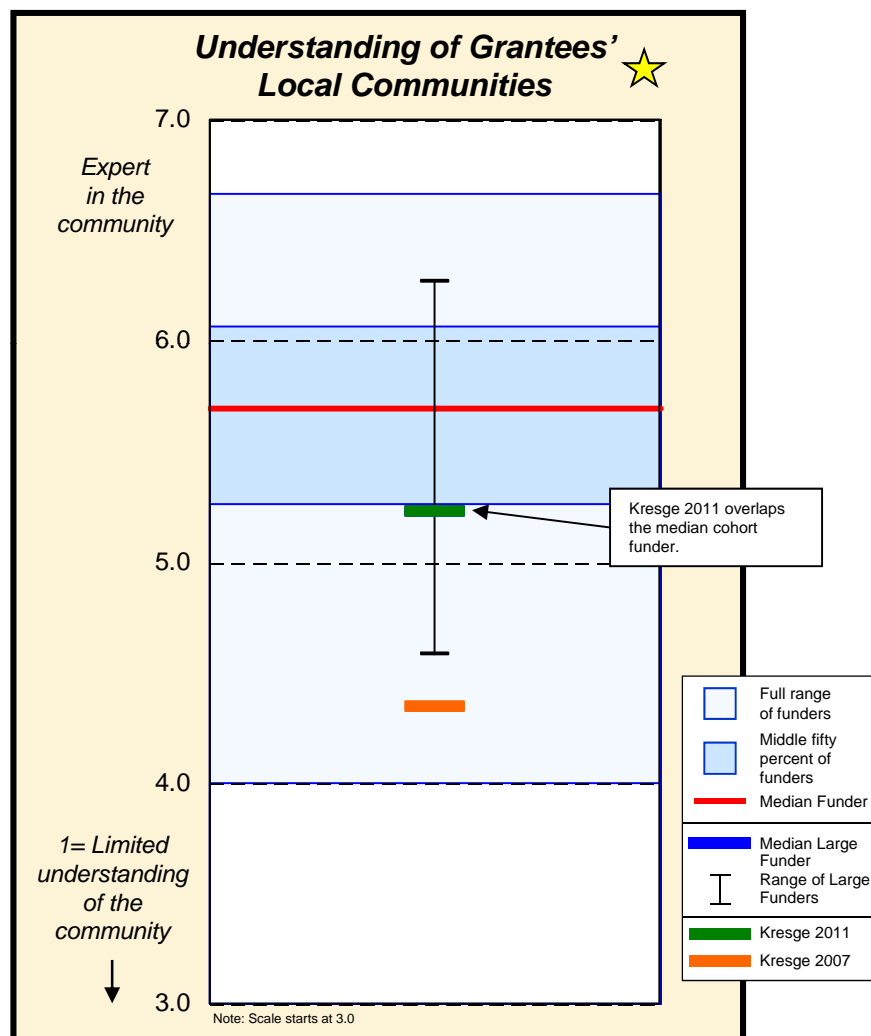 Understanding of Grantees’
Local Communities
7.0
Expert
in the
community
6.0
Kresge 2011 overlaps
the median cohort
funder.
5.0
4.0
1= Limited
understanding
of the
community
3.0
Note: Scale starts at 3.0
Full range
of funders
Middle fifty
percent of
funders
Median Funder
Median Large
Funder
Range of Large
Funders
Kresge 2011
Kresge 2007